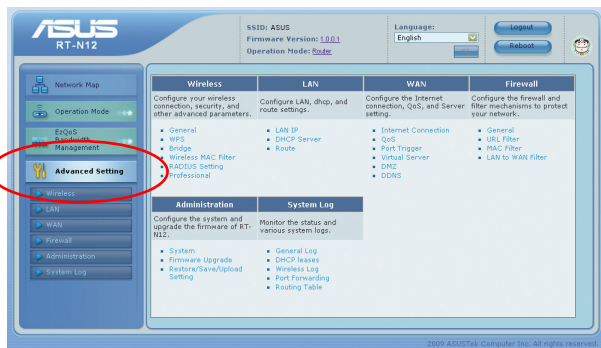 ASUS
RT-N12
SSID: ASUS
Firmware Version: 1.0.0.1
Operation Mode: Router
Language:
English
Logout
Reboot
Network Map
Operation Mode
EzQoS
Bandwidth
Management
Advanced Setting
Wireless
LAN
WAN
Firewall
Administration
System Log
Wireless
Configure your wireless
connection, security, and
other advanced parameters.
General
WPS
Bridge
Wireless MAC Filter
RADIUS Setting
Professional
LAN
Configure LAN, dhcp, and
route settings.
LAN IP
DHCP Server
Route
WAN
Configure the Internet
connection, QoS, and Server
setting.
Internet Connection
QoS
Port Trigger
Virtual Server
DMZ
DDNS
Firewall
Configure the firewall and
filter mechanisms to protect
your network.
General
URL Filter
MAC Filter
LAN to WAN Filter
Administration
Configure the system and
upgrade the firmware of RT-
N12.
System
Firmware Upgrade
Restore/Save/Upload
Setting
System Log
Monitor the status and
various system logs.
General Log
DHCP leases
Wireless Log
Port Forwarding
Routing Table
2009 ASUSTek Computer Inc. All rights reserved.